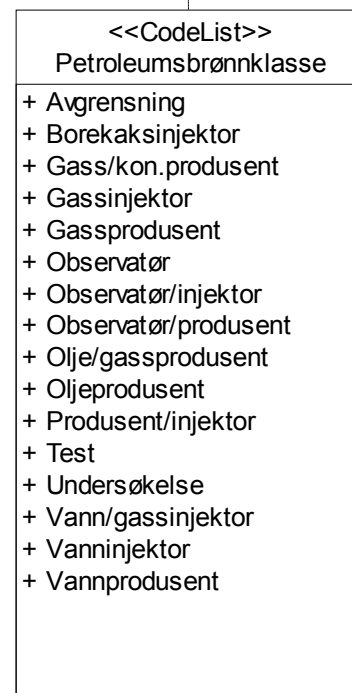 <<CodeList>>
Petroleumsbrønnklasse
+ Avgrensning
+ Borekaksinjektor
+ Gass/kon.produsent
+ Gassinjektor
+ Gassprodusent
+ Observatør
+ Observatør/injektor
+ Observatør/produsent
+ Olje/gassprodusent
+ Oljeprodusent
+ Produsent/injektor
+ Test
+ Undersøkelse
+ Vann/gassinjektor
+ Vanninjektor
+ Vannprodusent